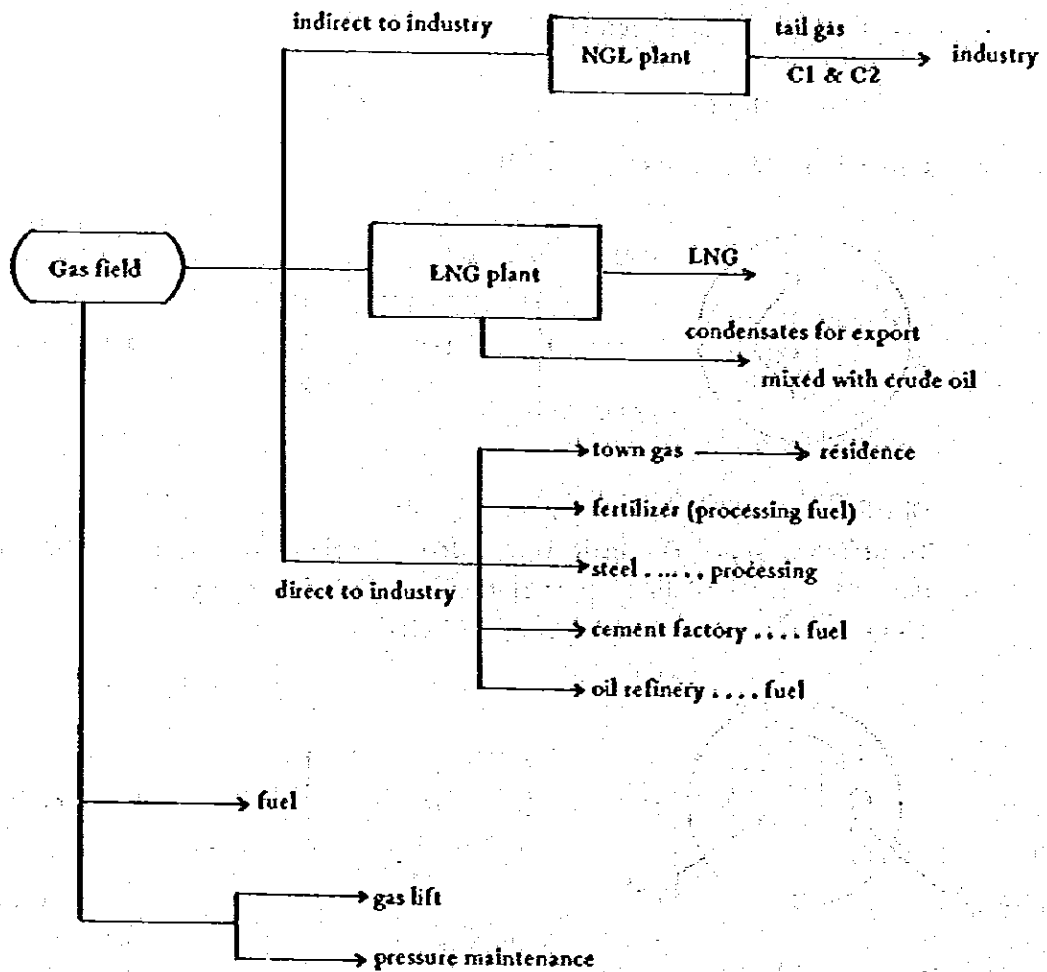 indirect to industry
NGL plant
tail gas
C1 & C2
industry
Gas field
LNG plant
LNG
condensates for export
mixed with crude oil
town gas
residence
fertilizer (processing fuel)
steel . . . . . processing
direct to industry
cement factory . . . . fuel
oil refinery . . . . fuel
fuel
gas lift
pressure maintenance